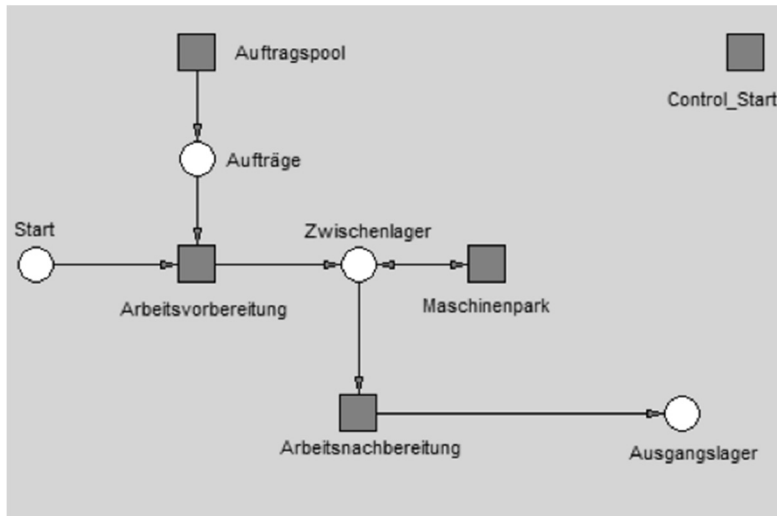 Auftragspool
Control_Start
Aufträge
Start
Zwischenlager
Arbeitsvorbereitung
Maschinenpark
Arbeitsnachbereitung
Ausgangslager